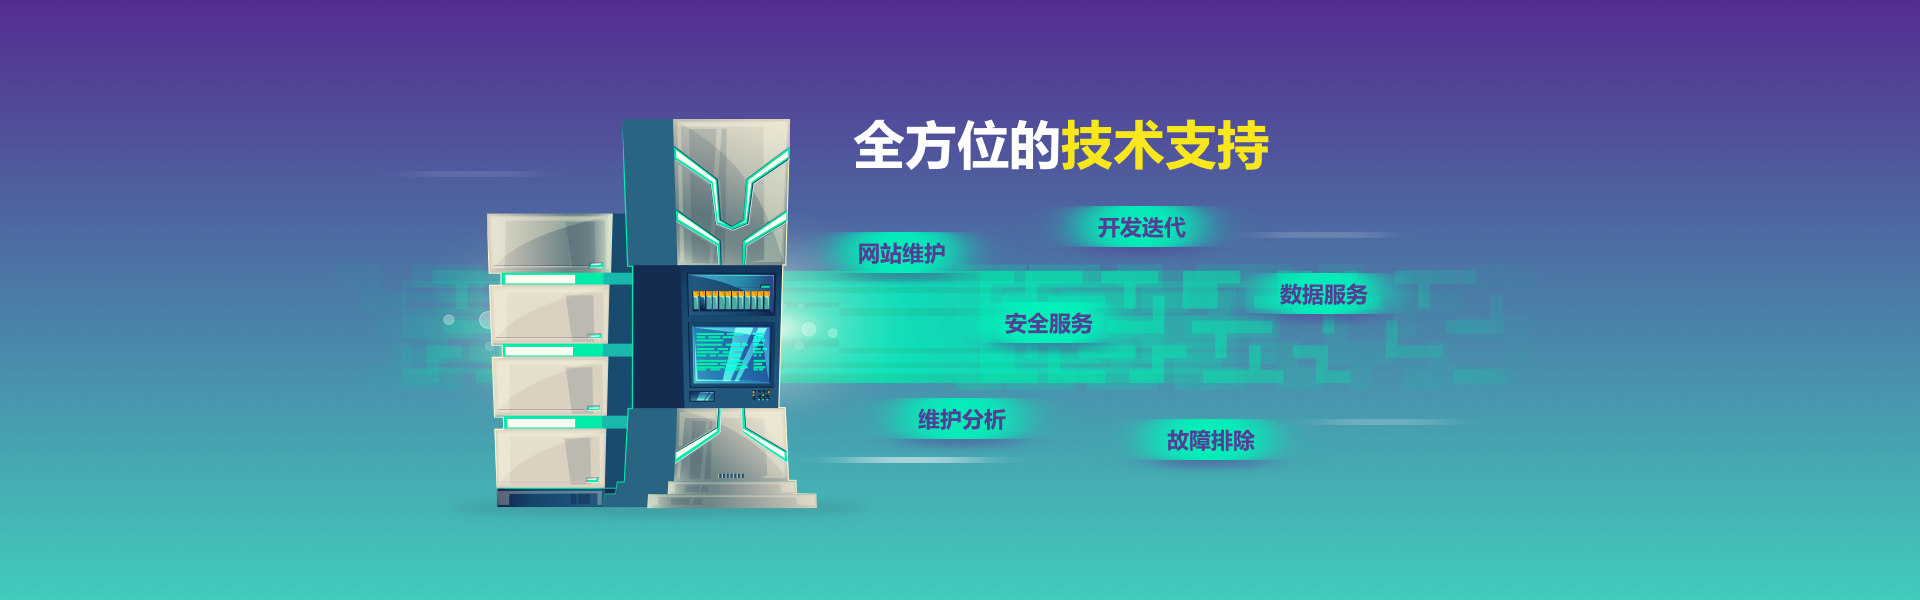 全方位的技术支持
开发迭代
网站维护
数据服务
安全服务
维护分析
故障排除